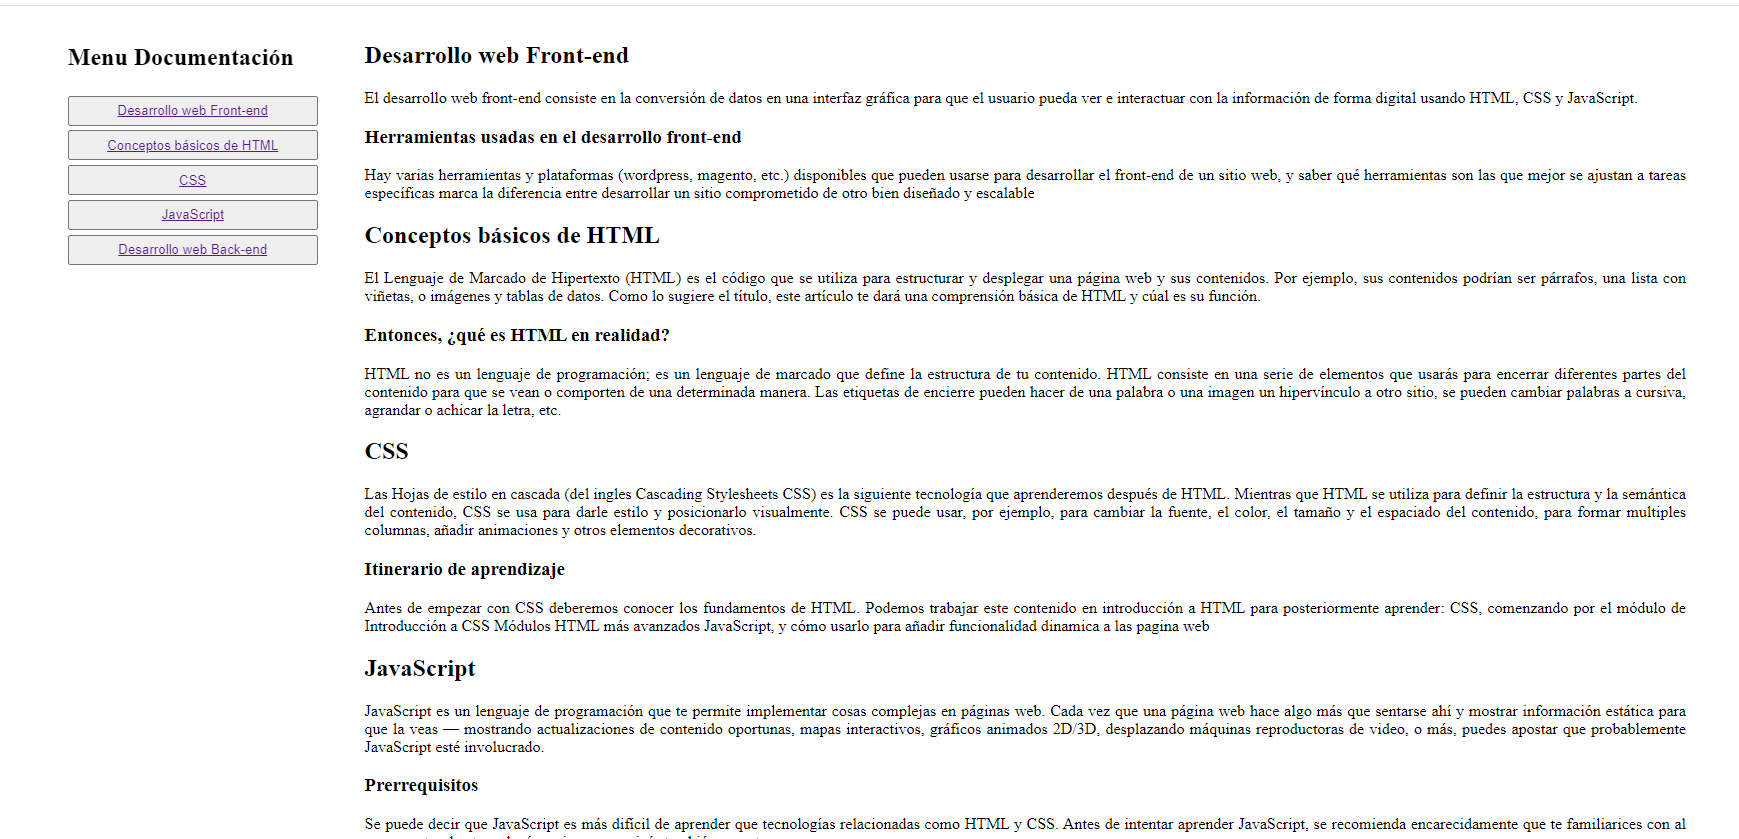 Menu Documentación
Desarrollo web Front-end
Conceptos básicos de HTML
CSS
JavaScript
Desarrollo web Back-end
Desarrollo web Front-end
El desarrollo web front-end consiste en la conversión de datos en una interfaz gráfica para que el usuario pueda ver e interactuar con la información de forma digital usando HTML, CSS y JavaScript.
Herramientas usadas en el desarrollo front-end
Hay varias herramientas y plataformas (wordpress, magento, etc.) disponibles que pueden usarse para desarrollar el front-end de un sitio web, y saber qué herramientas son las que mejor se ajustan a tareas
específicas marca la diferencia entre desarrollar un sitio comprometido de otro bien diseñado y escalable
Conceptos básicos de HTML
El Lenguaje de Marcado de Hipertexto (HTML) es el código que se utiliza para estructurar y desplegar una página web y sus contenidos. Por ejemplo, sus contenidos podrían ser párrafos, una lista con
viñetas, o imágenes y tablas de datos. Como lo sugiere el título, este artículo te dará una comprensión básica de HTML y cúal es su función.
Entonces, ¿qué es HTML en realidad?
HTML no es un lenguaje de programación; es un lenguaje de marcado que define la estructura de tu contenido. HTML consiste en una serie de elementos que usarás para encerrar diferentes partes del
contenido para que se vean o comporten de una determinada manera. Las etiquetas de encierre pueden hacer de una palabra o una imagen un hipervínculo a otro sitio, se pueden cambiar palabras a cursiva,
agrandar o achicar la letra, etc.
CSS
Las Hojas de estilo en cascada (del ingles Cascading Stylesheets CSS) es la siguiente tecnología que aprenderemos después de HTML. Mientras que HTML se utiliza para definir la estructura y la semántica
del contenido, CSS se usa para darle estilo y posicionarlo visualmente. CSS se puede usar, por ejemplo, para cambiar la fuente, el color, el tamaño y el espaciado del contenido, para formar multiples
columnas, añadir animaciones y otros elementos decorativos.
Itinerario de aprendizaje
Antes de empezar con CSS deberemos conocer los fundamentos de HTML. Podemos trabajar este contenido en introducción a HTML para posteriormente aprender: CSS, comenzando por el módulo de
Introducción a CSS Módulos HTML más avanzados JavaScript, y cómo usarlo para añadir funcionalidad dinamica a las pagina web
JavaScript
JavaScript es un lenguaje de programación que te permite implementar cosas complejas en páginas web. Cada vez que una página web hace algo más que sentarse ahí y mostrar información estática para
que la veas — mostrando actualizaciones de contenido oportunas, mapas interactivos, gráficos animados 2D/3D, desplazando máquinas reproductoras de video, o más, puedes apostar que probablemente
JavaScript esté involucrado.
Prerrequisitos
Se puede decir que JavaScript es más difícil de aprender que tecnologías relacionadas como HTML y CSS. Antes de intentar aprender JavaScript, se recomienda encarecidamente que te familiarices con al